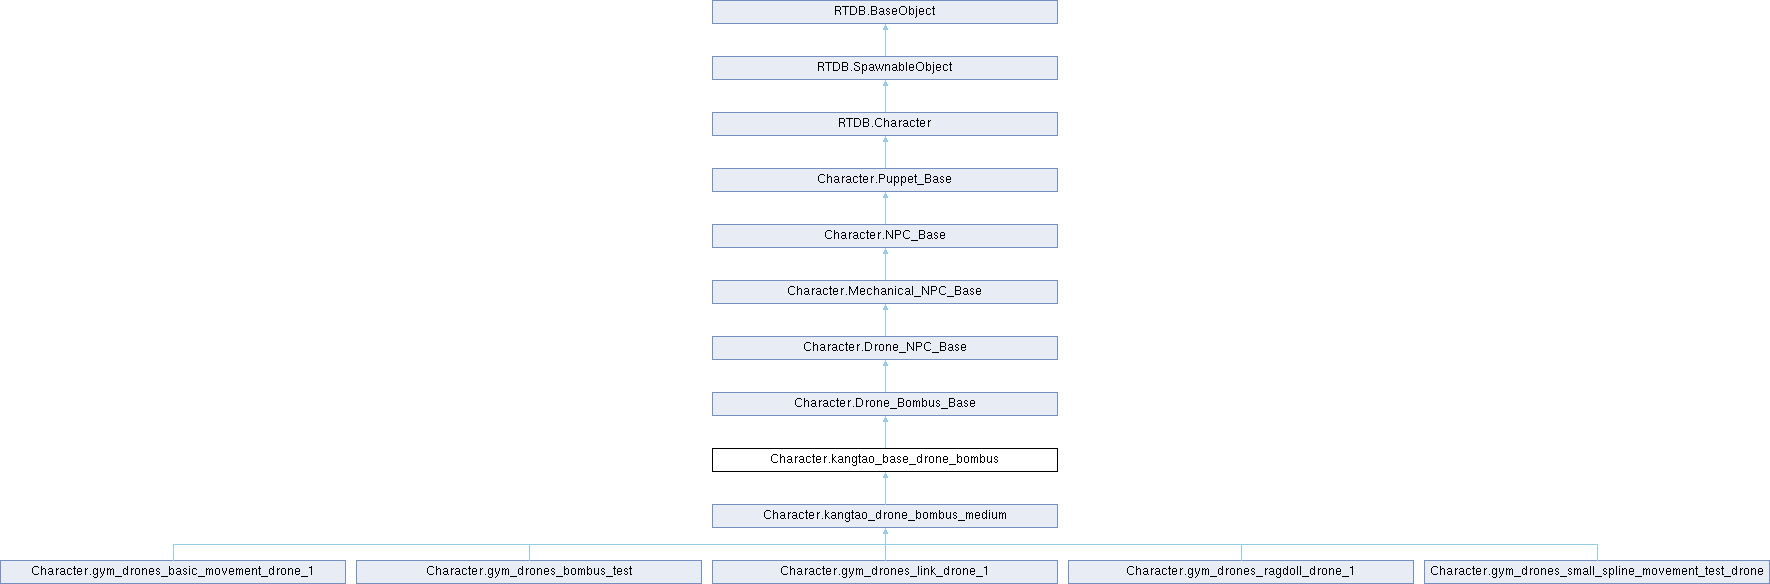 RTDB.BaseObject
RTDB.SpawnableObject
RTDB.Character
Character.Puppet_Base
Character.NPC_Base
Character.Mechanical_NPC_Base
Character.Drone_NPC_Base
Character.Drone_Bombus_Base
Character.kangtao_base_drone_bombus
Character.kangtao_drone_bombus_medium
Character.gym_drones_basic_movement_drone_1
Character.gym_drones_bombus_test
Character.gym_drones_link_drone_1
Character.gym_drones_ragdoll_drone_1
Character.gym_drones_small_spline_movement_test_drone